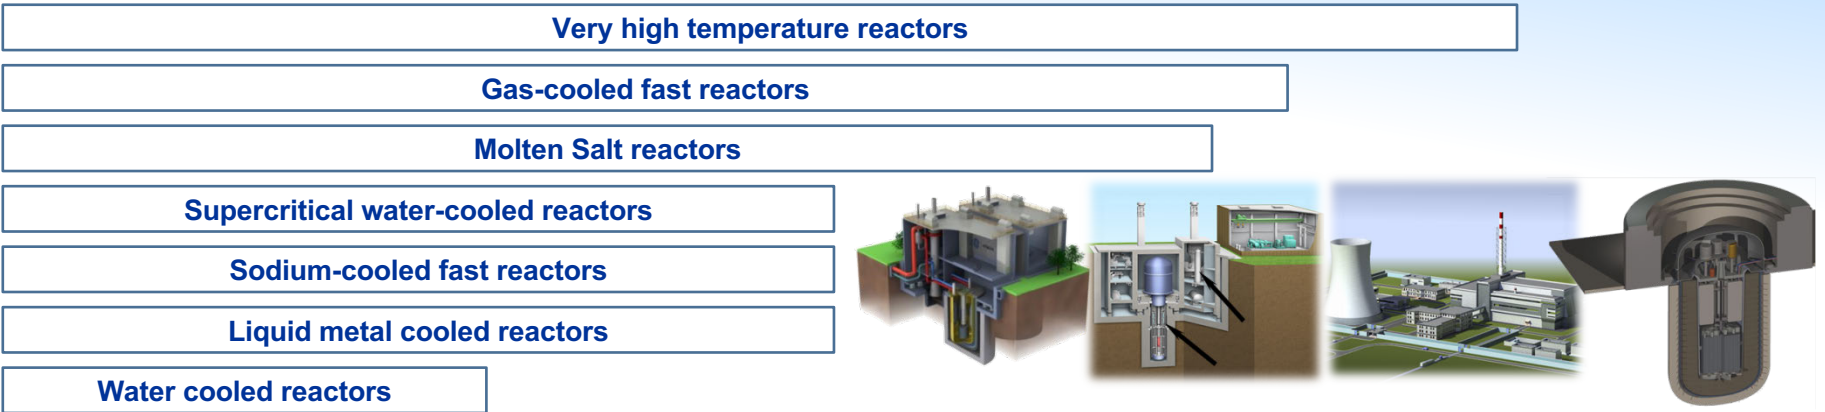 Very high temperature reactors
Gas-cooled fast reactors
Molten Salt reactors
Supercritical water-cooled reactors
Sodium-cooled fast reactors
Liquid metal cooled reactors
Water cooled reactors